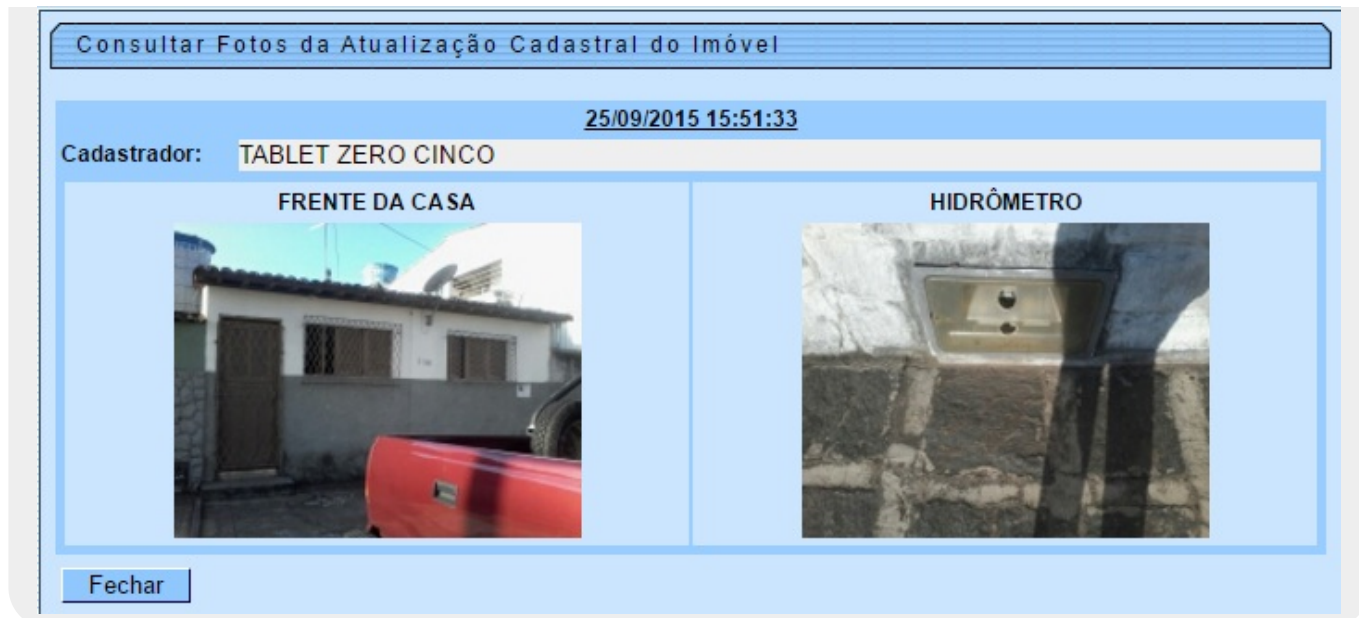 Consultar Fotos da Atualização Cadastral do Imóvel
25/09/2015 15:51:33
Cadastrador: TABLET ZERO CINCO
FRENTE DA CASA
HIDRÔMETRO
Fechar